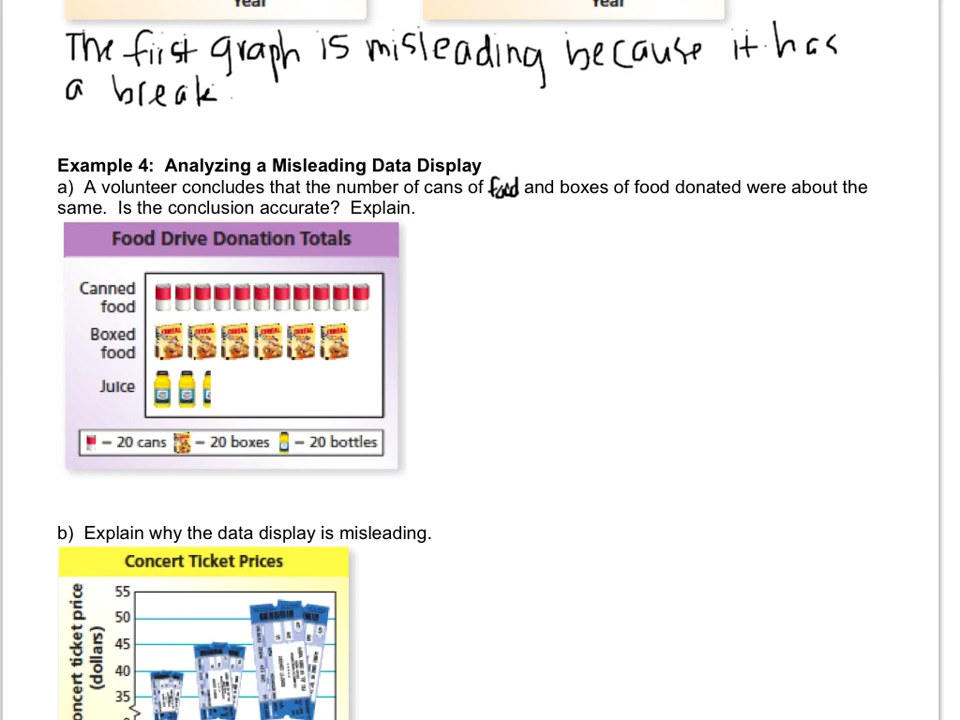 Year
Year
The first graph is misleading because it has
a break.
Example 4:  Analyzing a Misleading Data Display
a)  A volunteer concludes that the number of cans of food and boxes of food donated were about the
same.  Is the conclusion accurate?  Explain.
Food Drive Donation Totals
Canned
food
Boxed
food
Juice
= 20 cans = 20 boxes = 20 bottles
b)  Explain why the data display is misleading.
Concert Ticket Prices
oncert ticket price
(dollars)
55
50
45
40
35